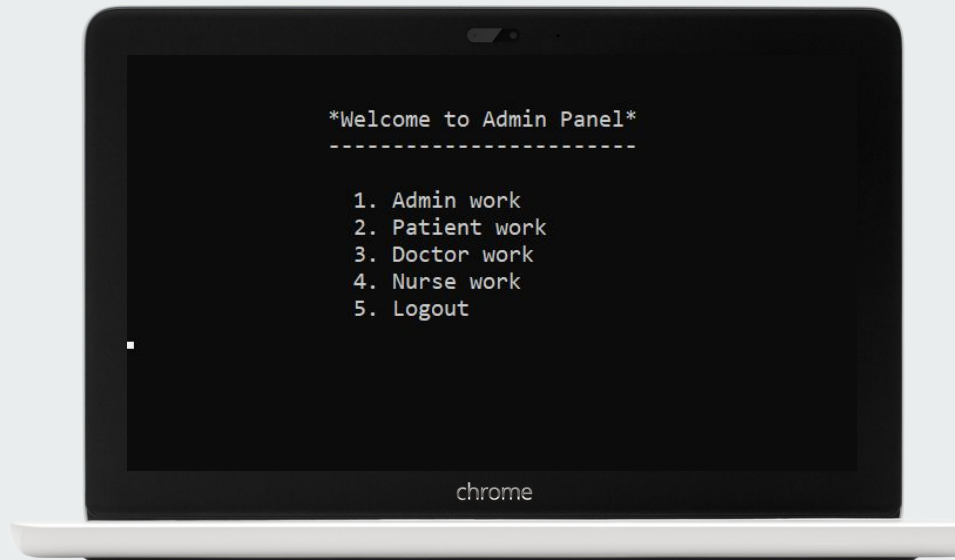 *Welcome to Admin Panel*
------------------------
1. Admin work
2. Patient work
3. Doctor work
4. Nurse work
5. Logout
chrome